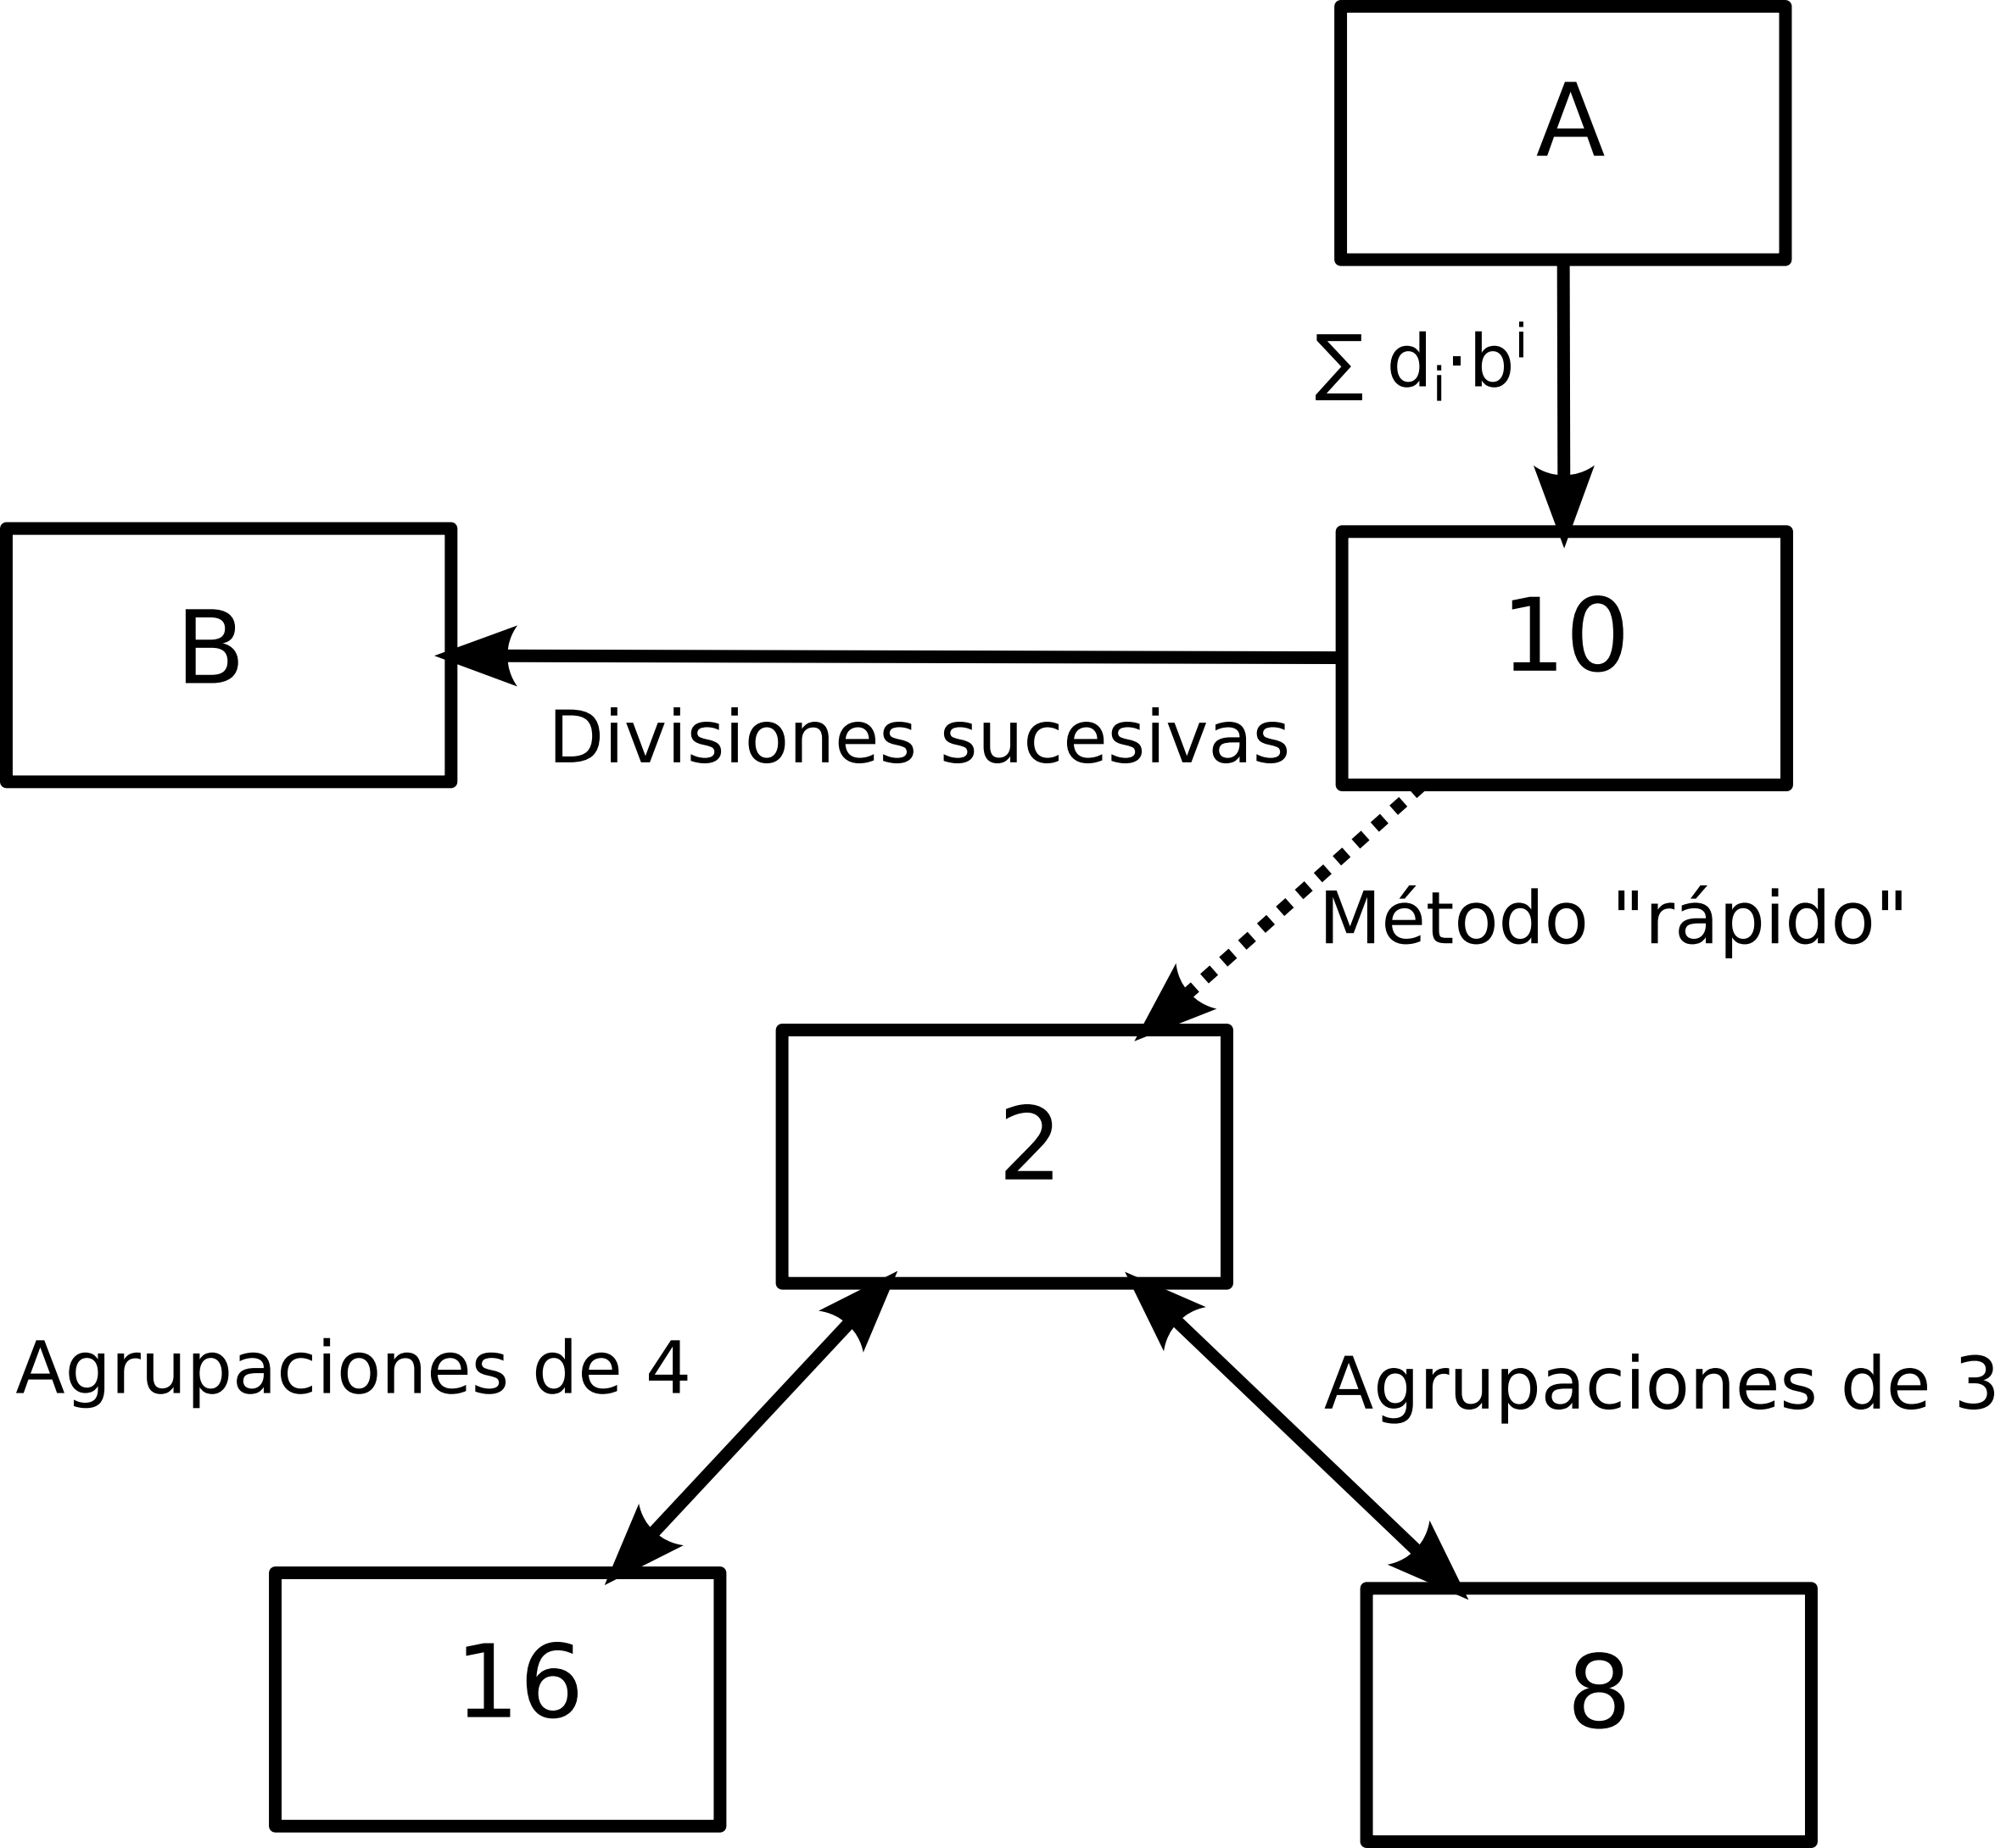 A
∑ dᵢ·bⁱ
B
10
Divisiones sucesivas
Método "rápido"
2
Agrupaciones de 4
Agrupaciones de 3
16
8